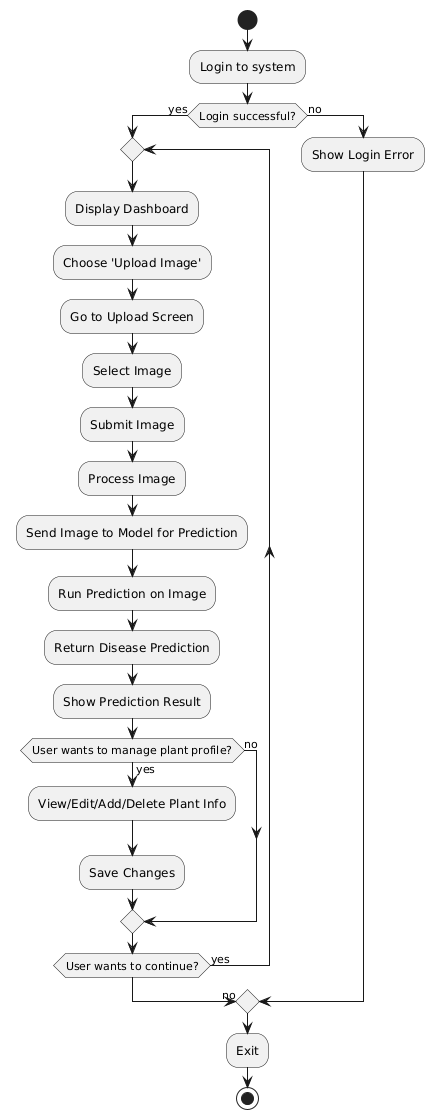 Login to system
yes
Login successful?
no
Show Login Error
Display Dashboard
Choose 'Upload Image'
Go to Upload Screen
Select Image
Submit Image
Process Image
Send Image to Model for Prediction
Run Prediction on Image
Return Disease Prediction
Show Prediction Result
User wants to manage plant profile?
no
yes
View/Edit/Add/Delete Plant Info
Save Changes
User wants to continue?
yes
no
Exit